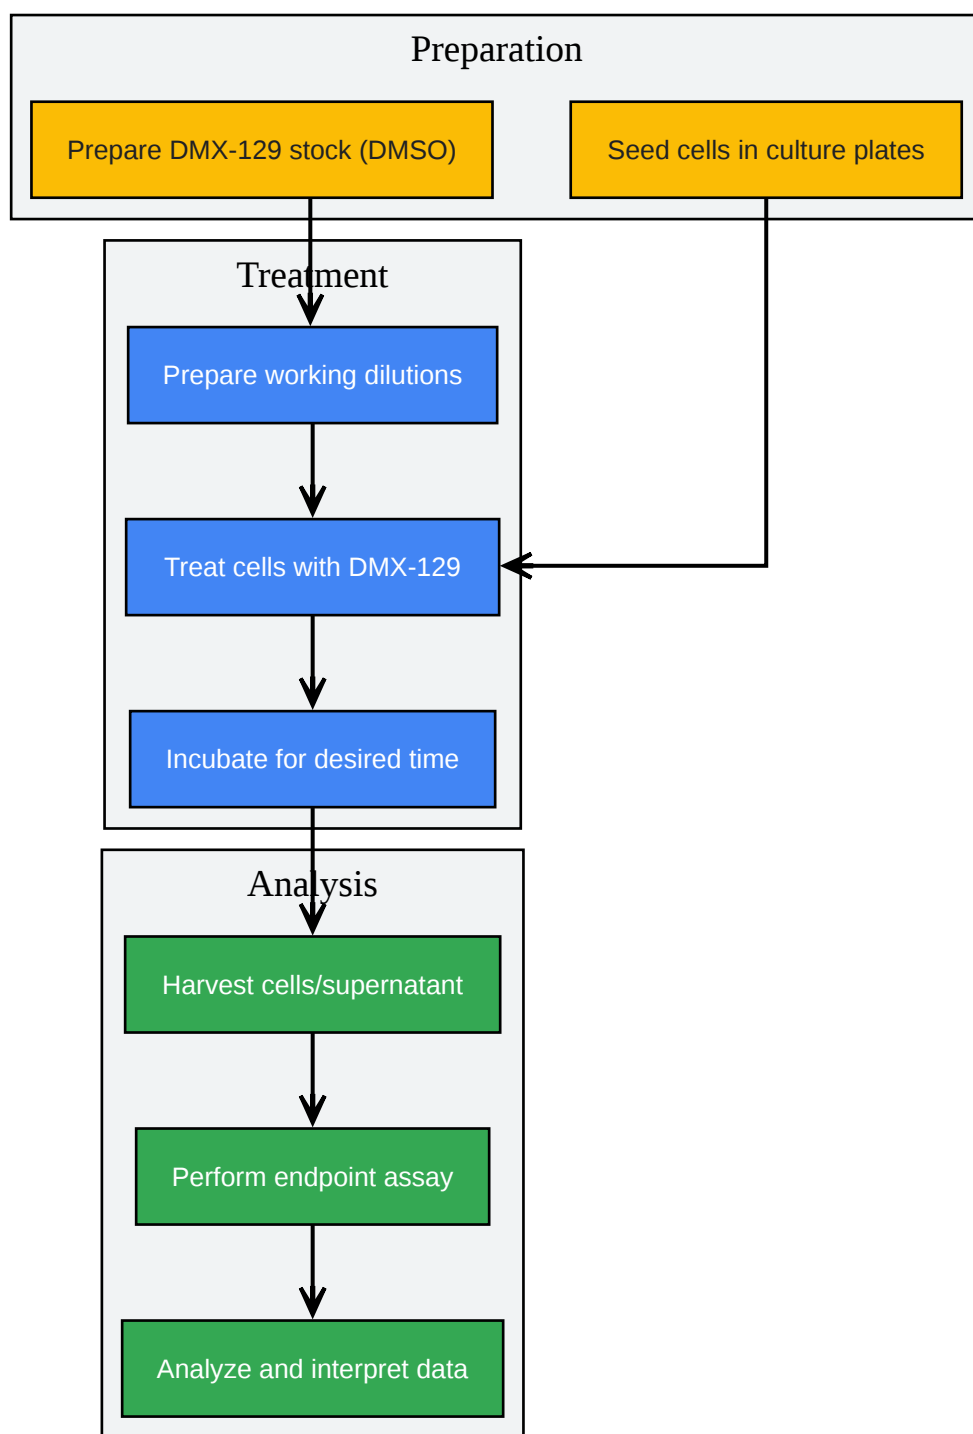 Preparation
Prepare DMX-129 stock (DMSO)
Seed cells in culture plates
Treatment
Prepare working dilutions
Treat cells with DMX-129
Incubate for desired time
Analysis
Harvest cells/supernatant
Perform endpoint assay
Analyze and interpret data